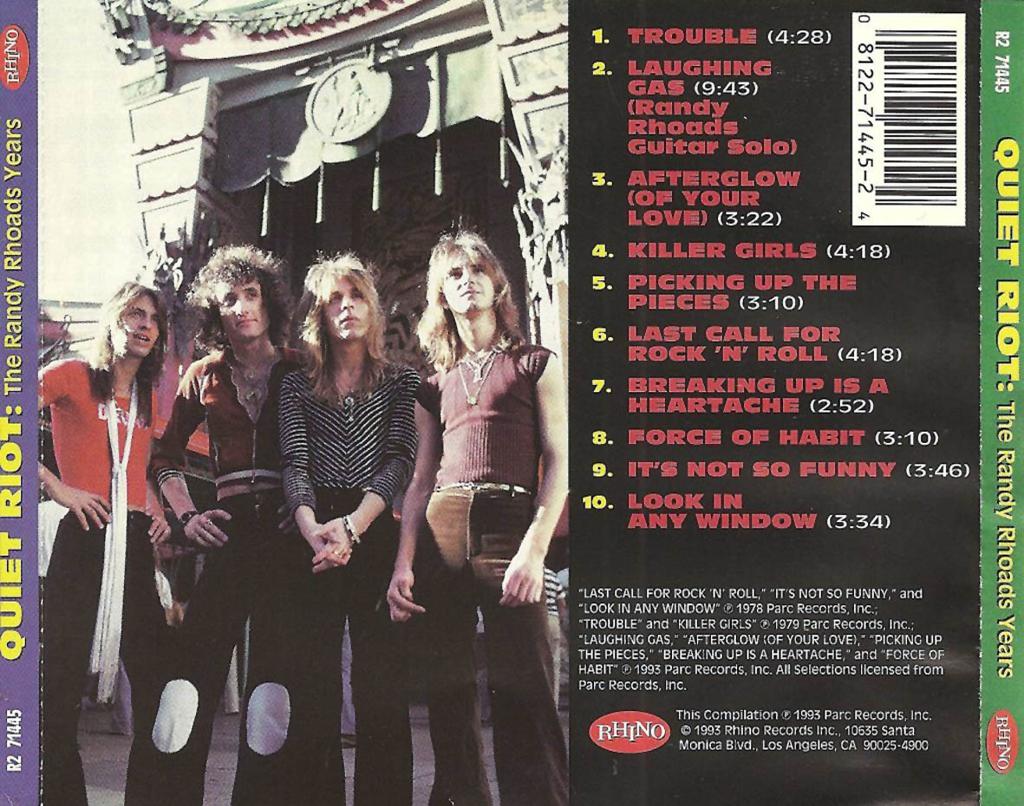 RHINO
QUIET RIOT: The Randy Rhoads Years
R2 71445
1. TROUBLE (4:28)
2. LAUGHING
GAS (9:43)
(Randy
Rhoads
Guitar Solo)
3. AFTERGLOW
(OF YOUR
LOVE) (3:22)
4. KILLER GIRLS (4:18)
5. PICKING UP THE
PIECES (3:10)
6. LAST CALL FOR
ROCK 'N' ROLL (4:18)
7. BREAKING UP IS A
HEARTACHE (2:52)
8. FORCE OF HABIT (3:10)
9. IT'S NOT SO FUNNY (3:46)
10. LOOK IN
ANY WINDOW (3:34)
0 8122-71445-2 4
"LAST CALL FOR ROCK 'N' ROLL," "IT'S NOT SO FUNNY," and
"LOOK IN ANY WINDOW" ℗ 1978 Parc Records, Inc.;
"TROUBLE" and "KILLER GIRLS" ℗ 1979 Parc Records, Inc.;
"LAUGHING GAS," "AFTERGLOW (OF YOUR LOVE)," "PICKING UP
THE PIECES," "BREAKING UP IS A HEARTACHE," and "FORCE OF
HABIT" ℗ 1993 Parc Records, Inc. All Selections licensed from
Parc Records, Inc.
RHINO
This Compilation ℗ 1993 Parc Records, Inc.
© 1993 Rhino Records Inc., 10635 Santa
Monica Blvd., Los Angeles, CA 90025-4900
R2 71445
QUIET RIOT: The Randy Rhoads Years
RHINO